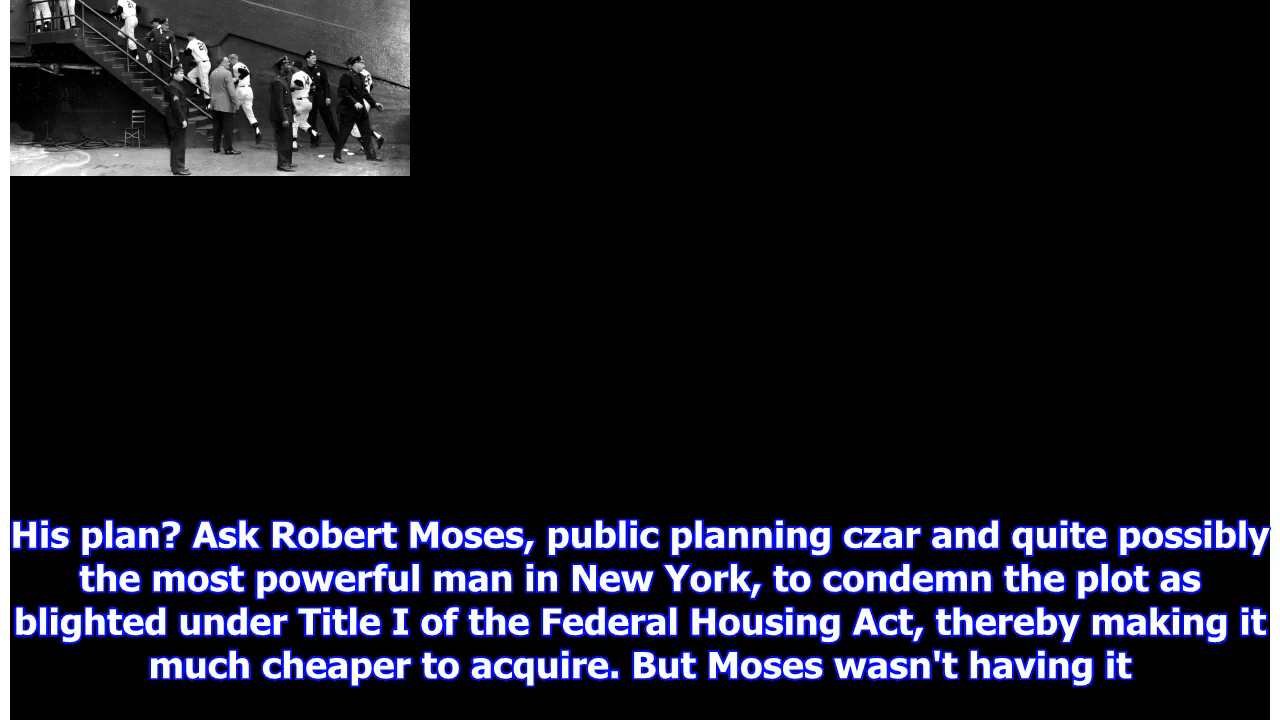 His plan? Ask Robert Moses, public planning czar and quite possibly
the most powerful man in New York, to condemn the plot as
blighted under Title I of the Federal Housing Act, thereby making it
much cheaper to acquire. But Moses wasn't having it